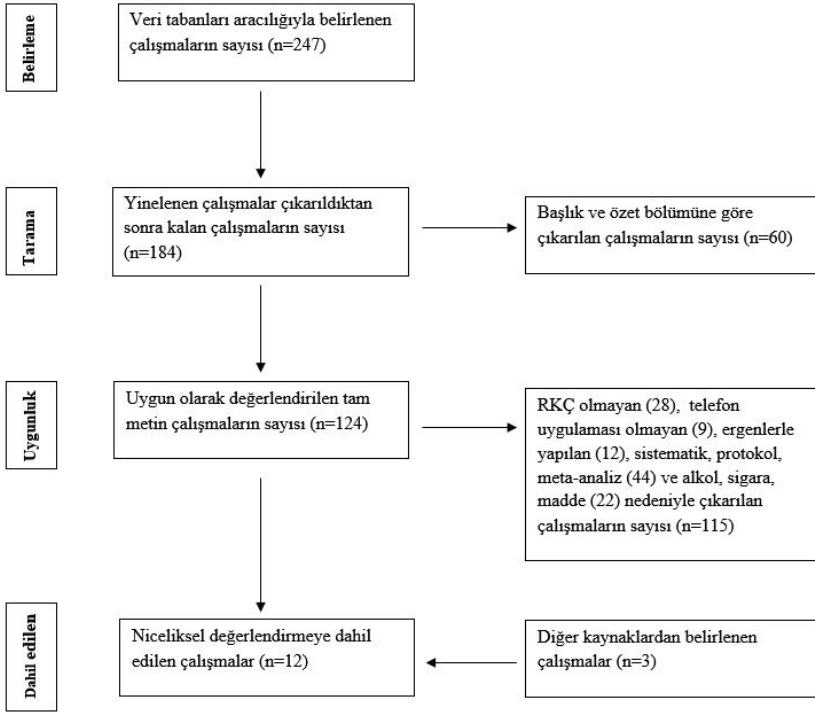 Belirleme
Veri tabanları aracılığıyla belirlenen
çalışmaların sayısı (n=247)
Tarama
Yinelenen çalışmalar çıkarıldıktan
sonra kalan çalışmaların sayısı
(n=184)
Başlık ve özet bölümüne göre
çıkarılan çalışmaların sayısı (n=60)
Uygunluk
Uygun olarak değerlendirilen tam
metin çalışmaların sayısı (n=124)
RKÇ olmayan (28), telefon
uygulaması olmayan (9), ergenlerle
yapılan (12), sistematik, protokol,
meta-analiz (44) ve alkol, sigara,
madde (22) nedeniyle çıkarılan
çalışmaların sayısı (n=115)
Dahil edilen
Niceliksel değerlendirmeye dahil
edilen çalışmalar (n=12)
Diğer kaynaklardan belirlenen
çalışmalar (n=3)